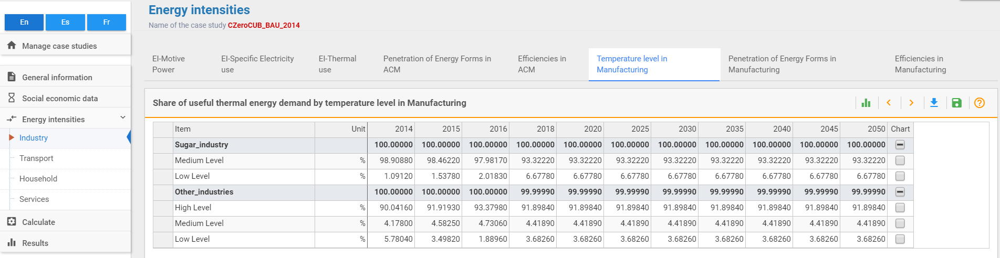 Energy intensities
Name of the case study CZeroCUB_BAU_2014
En Es Fr
Manage case studies
General information
Social economic data
Energy intensities
Industry
Transport
Household
Services
Calculate
Results
EI-Motive Power
EI-Specific Electricity use
EI-Thermal use
Penetration of Energy Forms in ACM
Efficiencies in ACM
Temperature level in Manufacturing
Penetration of Energy Forms in Manufacturing
Efficiencies in Manufacturing
Share of useful thermal energy demand by temperature level in Manufacturing
Item Unit 2014 2015 2016 2018 2020 2025 2030 2035 2040 2045 2050 Chart
Sugar_industry 100.00000 100.00000 100.00000 100.00000 100.00000 100.00000 100.00000 100.00000 100.00000 100.00000 100.00000
Medium Level % 98.90880 98.46220 97.98170 93.32220 93.32220 93.32220 93.32220 93.32220 93.32220 93.32220 93.32220
Low Level % 1.09120 1.53780 2.01830 6.67780 6.67780 6.67780 6.67780 6.67780 6.67780 6.67780 6.67780
Other_industries 100.00000 100.00000 100.00000 99.99990 99.99990 99.99990 99.99990 99.99990 99.99990 99.99990 99.99990
High Level % 90.04160 91.91930 93.37980 91.89840 91.89840 91.89840 91.89840 91.89840 91.89840 91.89840 91.89840
Medium Level % 4.17800 4.58250 4.73060 4.41890 4.41890 4.41890 4.41890 4.41890 4.41890 4.41890 4.41890
Low Level % 5.78040 3.49820 1.88960 3.68260 3.68260 3.68260 3.68260 3.68260 3.68260 3.68260 3.68260